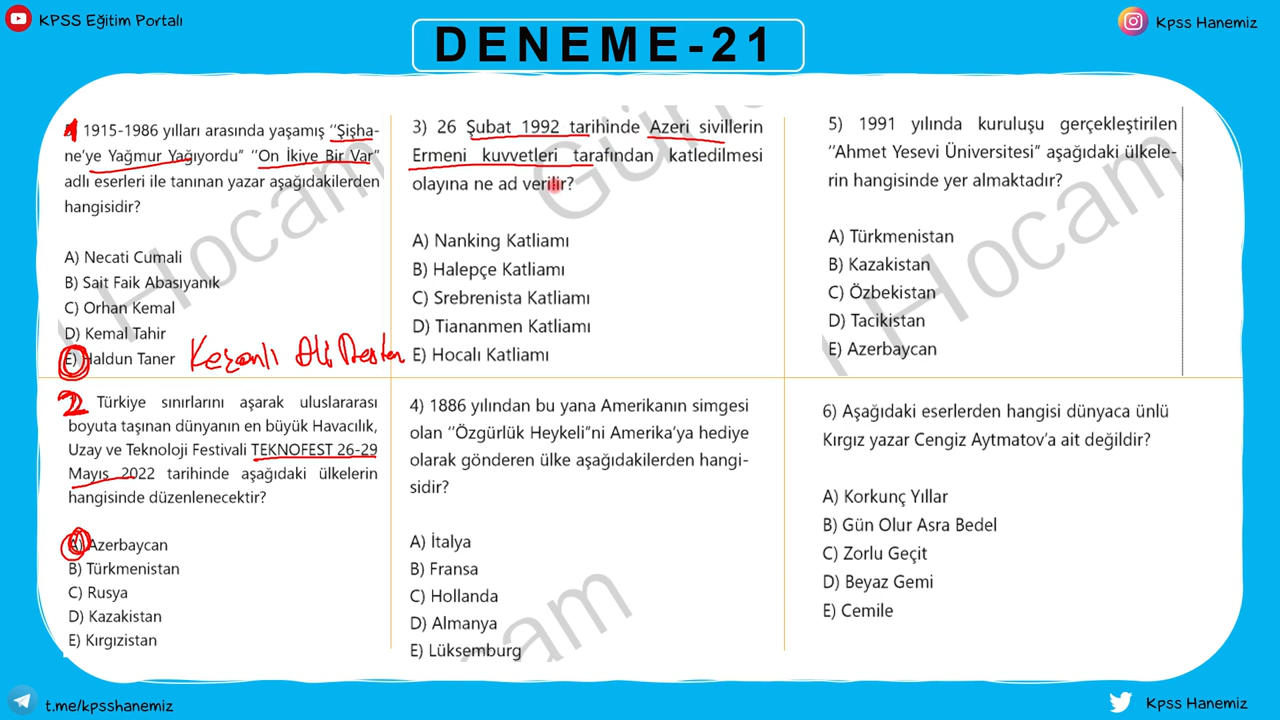 KPSS Eğitim Portalı
DENEME-21
Kpss Hanemiz
1915-1986 yılları arasında yaşamış ‘‘Şişha-
ne’ye Yağmur Yağıyordu” ‘‘On İkiye Bir Var”
adlı eserleri ile tanınan yazar aşağıdakilerden
hangisidir?
A) Necati Cumali
B) Sait Faik Abasıyanık
C) Orhan Kemal
D) Kemal Tahir
E) Haldun Taner
Keşanlı Ali
2 Türkiye sınırlarını aşarak uluslararası
boyuta taşınan dünyanın en büyük Havacılık,
Uzay ve Teknoloji Festivali TEKNOFEST 26-29
Mayıs 2022 tarihinde aşağıdaki ülkelerin
hangisinde düzenlenecektir?
A) Azerbaycan
B) Türkmenistan
C) Rusya
D) Kazakistan
E) Kırgızistan
3) 26 Şubat 1992 tarihinde Azeri sivillerin
Ermeni kuvvetleri tarafından katledilmesi
olayına ne ad verilir?
A) Nanking Katliamı
B) Halepçe Katliamı
C) Srebrenista Katliamı
D) Tiananmen Katliamı
E) Hocalı Katliamı
4) 1886 yılından bu yana Amerikanın simgesi
olan ‘‘Özgürlük Heykeli”ni Amerika’ya hediye
olarak gönderen ülke aşağıdakilerden hangi-
sidir?
A) İtalya
B) Fransa
C) Hollanda
D) Almanya
E) Lüksemburg
5) 1991 yılında kuruluşu gerçekleştirilen
‘‘Ahmet Yesevi Üniversitesi” aşağıdaki ülkele-
rin hangisinde yer almaktadır?
A) Türkmenistan
B) Kazakistan
C) Özbekistan
D) Tacikistan
E) Azerbaycan
6) Aşağıdaki eserlerden hangisi dünyaca ünlü
Kırgız yazar Cengiz Aytmatov’a ait değildir?
A) Korkunç Yıllar
B) Gün Olur Asra Bedel
C) Zorlu Geçit
D) Beyaz Gemi
E) Cemile
Hocam
Hocam
t.me/kpsshanemiz
Kpss Hanemiz